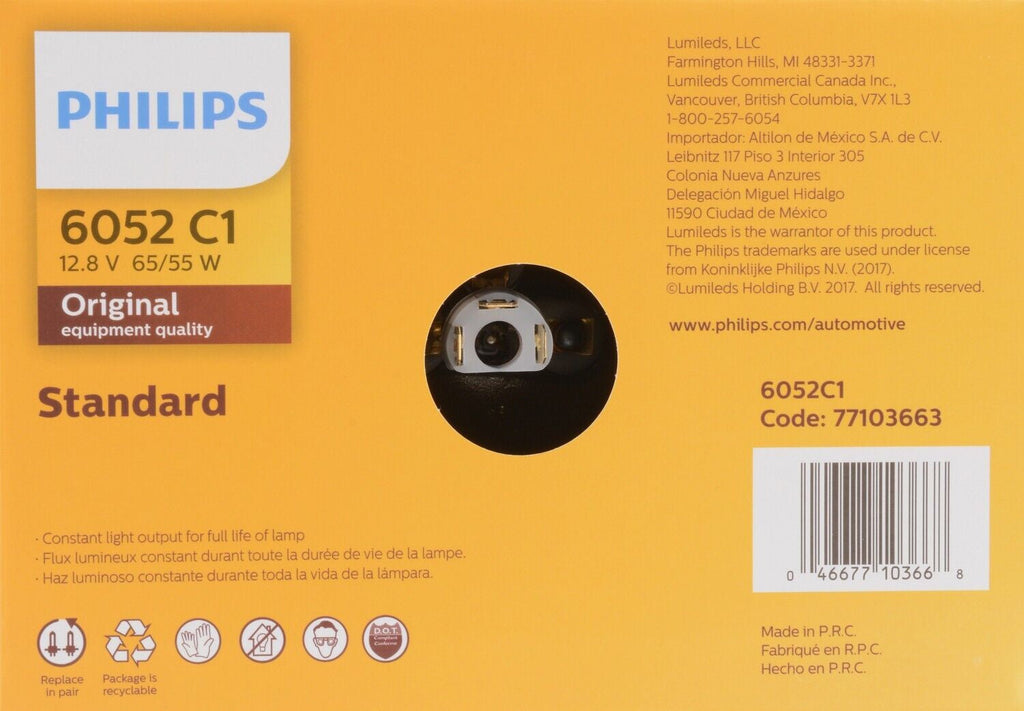 PHILIPS
6052 C1
12.8 V 65/55 W
Original
equipment quality
Standard
· Constant light output for full life of lamp
· Flux lumineux constant durant toute la durée de vie de la lampe.
· Haz luminoso constante durante toda la vida de la lámpara.
Replace
in pair
Package is
recyclable
D.O.T.
Compliant
Conforme
Lumileds, LLC
Farmington Hills, MI 48331-3371
Lumileds Commercial Canada Inc.,
Vancouver, British Columbia, V7X 1L3
1-800-257-6054
Importador: Altilon de México S.A. de C.V.
Leibnitz 117 Piso 3 Interior 305
Colonia Nueva Anzures
Delegación Miguel Hidalgo
11590 Ciudad de México
Lumileds is the warrantor of this product.
The Philips trademarks are used under license
from Koninklijke Philips N.V. (2017).
©Lumileds Holding B.V. 2017. All rights reserved.
www.philips.com/automotive
6052C1
Code: 77103663
0 46677 10366 8
Made in P.R.C.
Fabriqué en R.P.C.
Hecho en P.R.C.